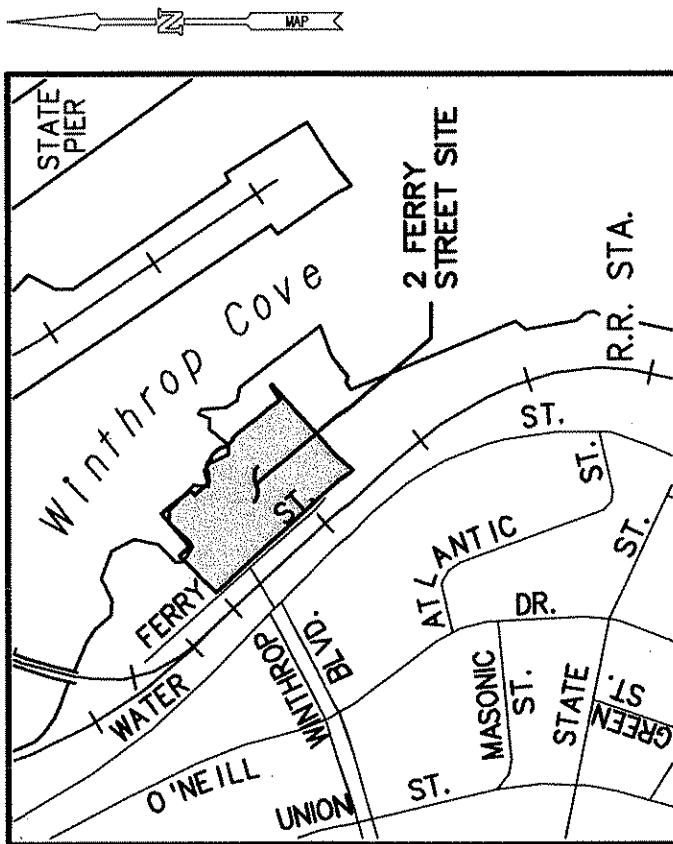 N
MAP
STATE
PIER
Winthrop Cove
2 FERRY
STREET SITE
R.R. STA.
FERRY ST.
WATER ST.
WINTHROP
BLVD.
ATLANTIC
ST.
O'NEILL DR.
MASONIC
ST.
STATE ST.
GREEN
ST.
UNION ST.